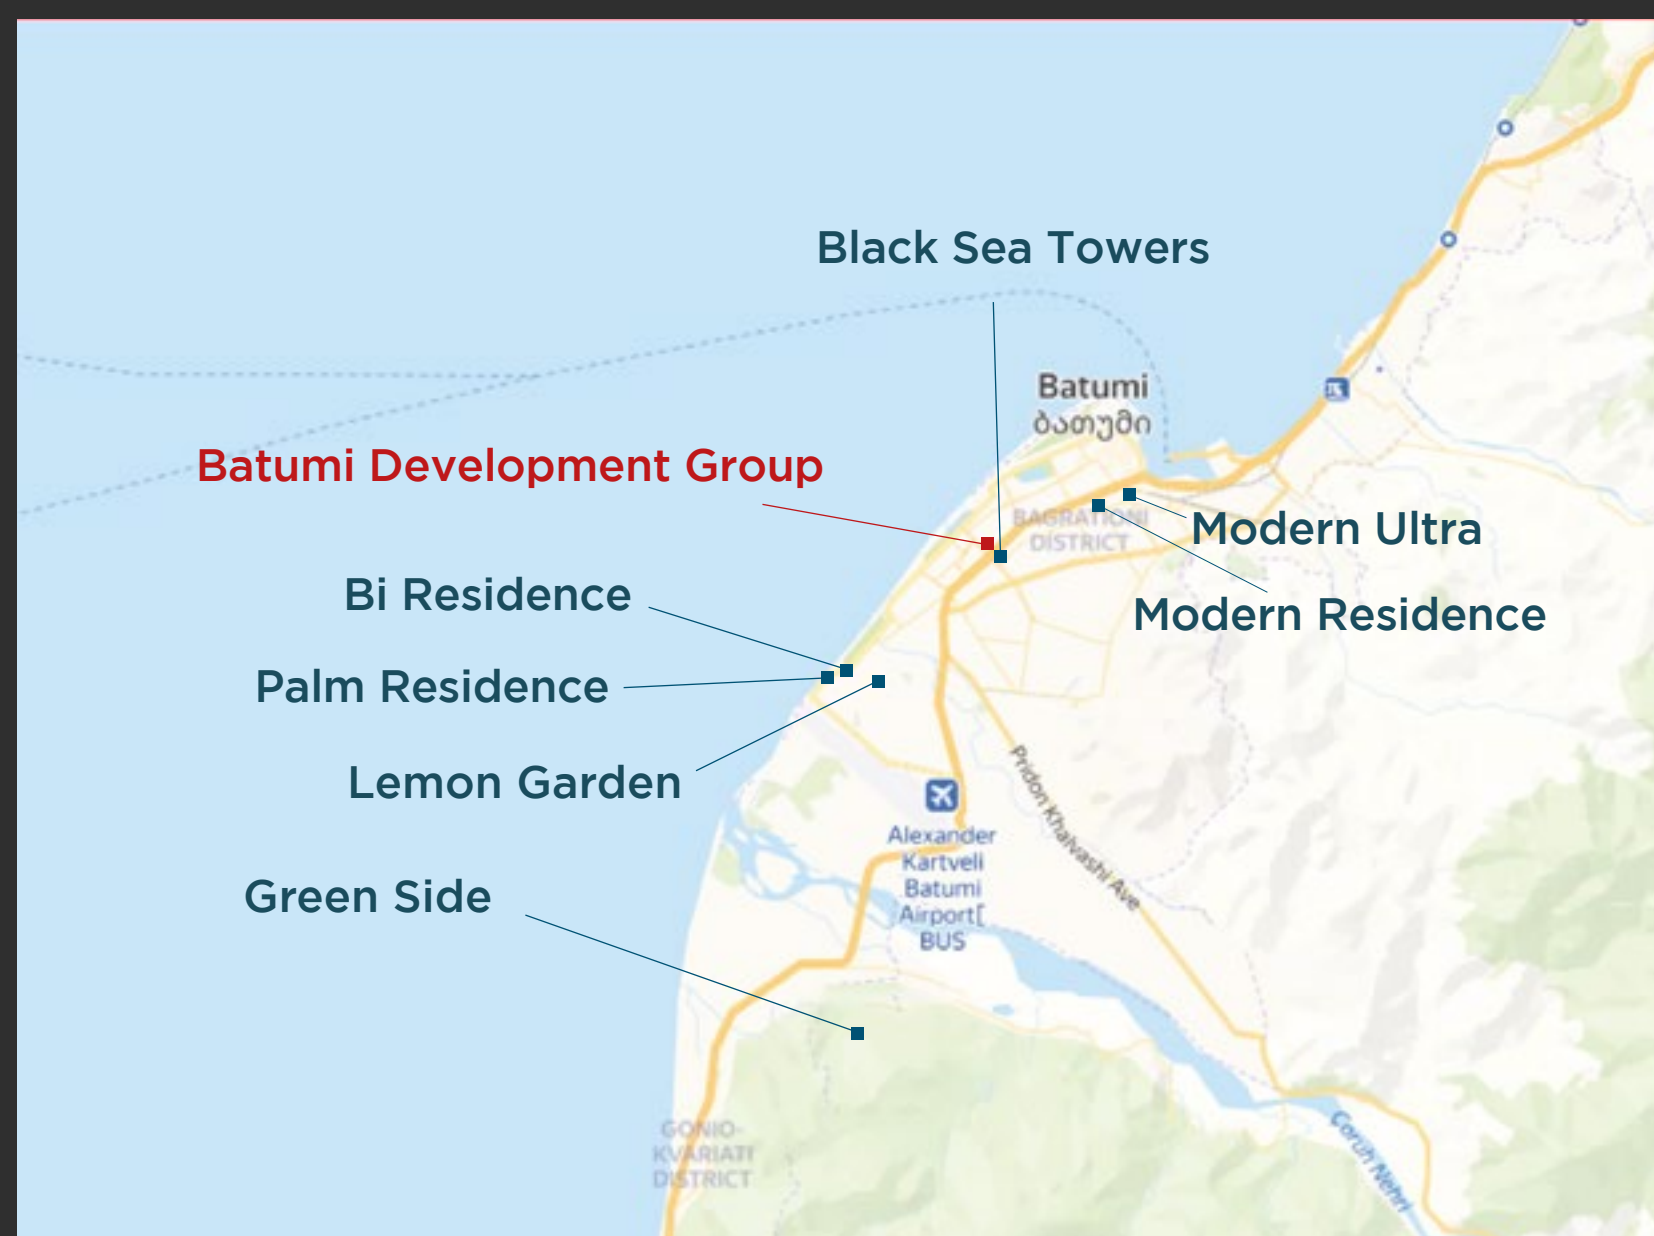 Black Sea Towers
Batumi
ბათუმი
Batumi Development Group
BAGRATIONI
DISTRICT
Modern Ultra
Bi Residence
Modern Residence
Palm Residence
Lemon Garden
Pridon Khalvashi Ave
Alexander
Kartveli
Batumi
Airport[
BUS
Green Side
GONIO-
KVARIATI
DISTRICT
Çoruh Nehri